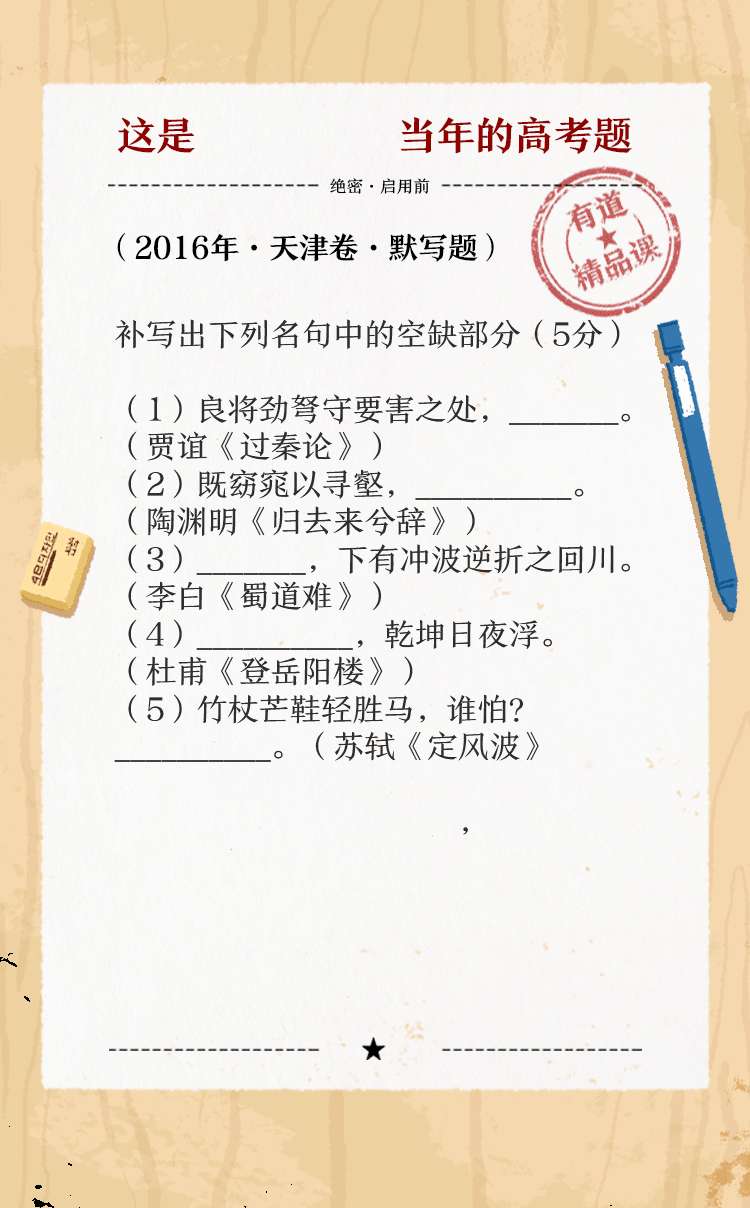 这是 当年的高考题
绝密·启用前
有道
精品课
（2016年·天津卷·默写题）
补写出下列名句中的空缺部分（5分）
（1）良将劲弩守要害之处，_______。
（贾谊《过秦论》）
（2）既窈窕以寻壑，__________。
（陶渊明《归去来兮辞》）
（3）_______，下有冲波逆折之回川。
（李白《蜀道难》）
（4）__________，乾坤日夜浮。
（杜甫《登岳阳楼》）
（5）竹杖芒鞋轻胜马，谁怕？
__________。（苏轼《定风波》
，